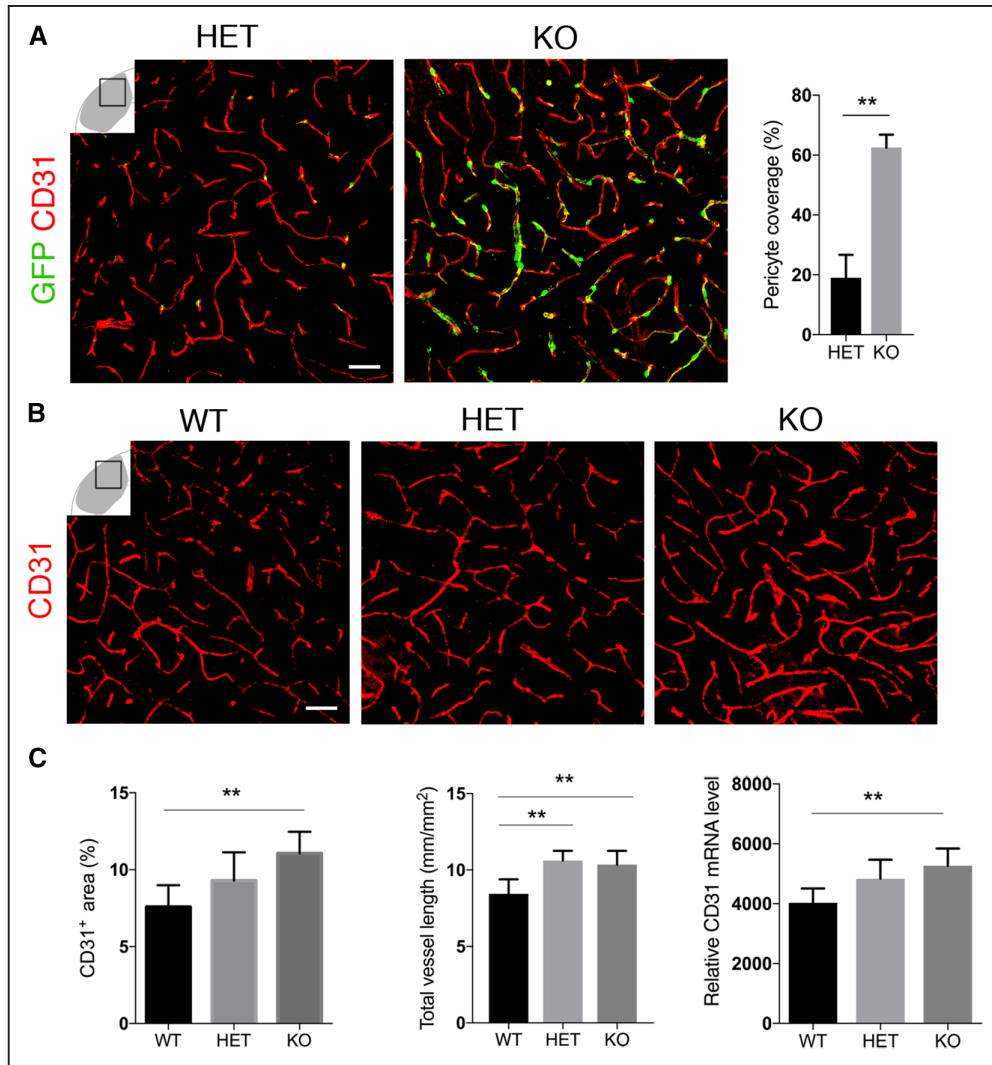 A
HET
KO
GFP CD31
Pericyte coverage (%)
80
60
40
20
0
**
HET KO
B
WT
HET
KO
CD31
C
CD31+ area (%)
15
10
5
0
**
WT HET KO
Total vessel length (mm/mm²)
15
10
5
0
**
**
WT HET KO
Relative CD31 mRNA level
8000
6000
4000
2000
0
**
WT HET KO